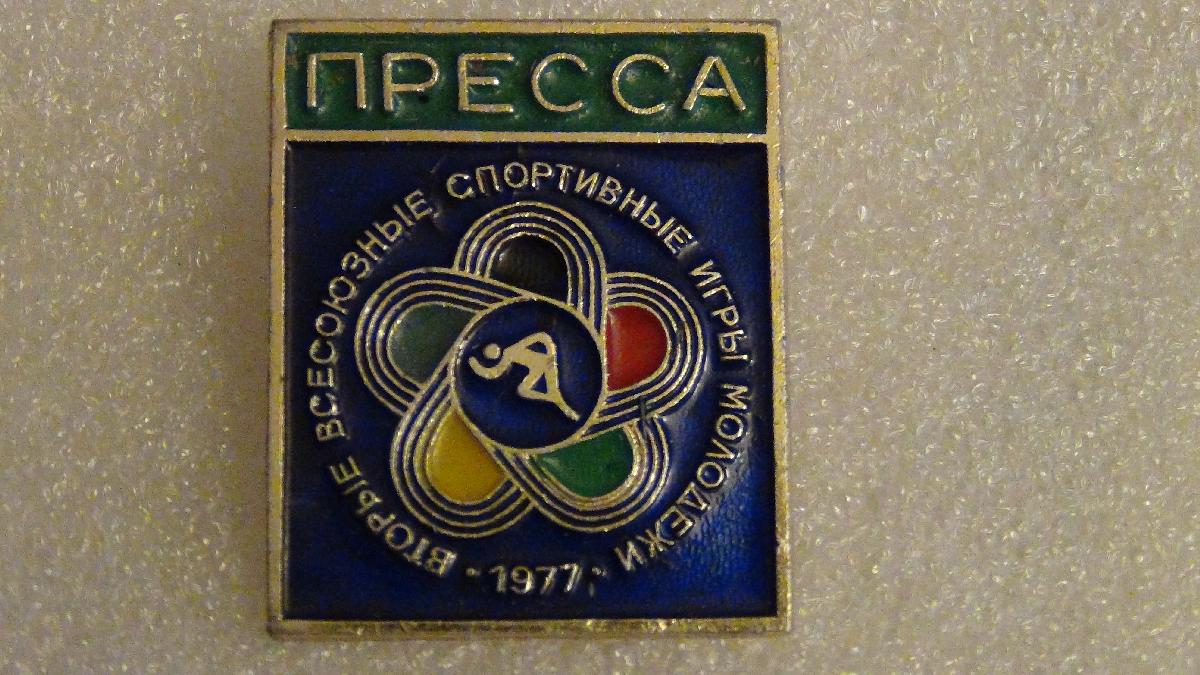 ПРЕССА
ВТОРЫЕ ВСЕСОЮЗНЫЕ СПОРТИВНЫЕ ИГРЫ МОЛОДЕЖИ
· 1977 ·